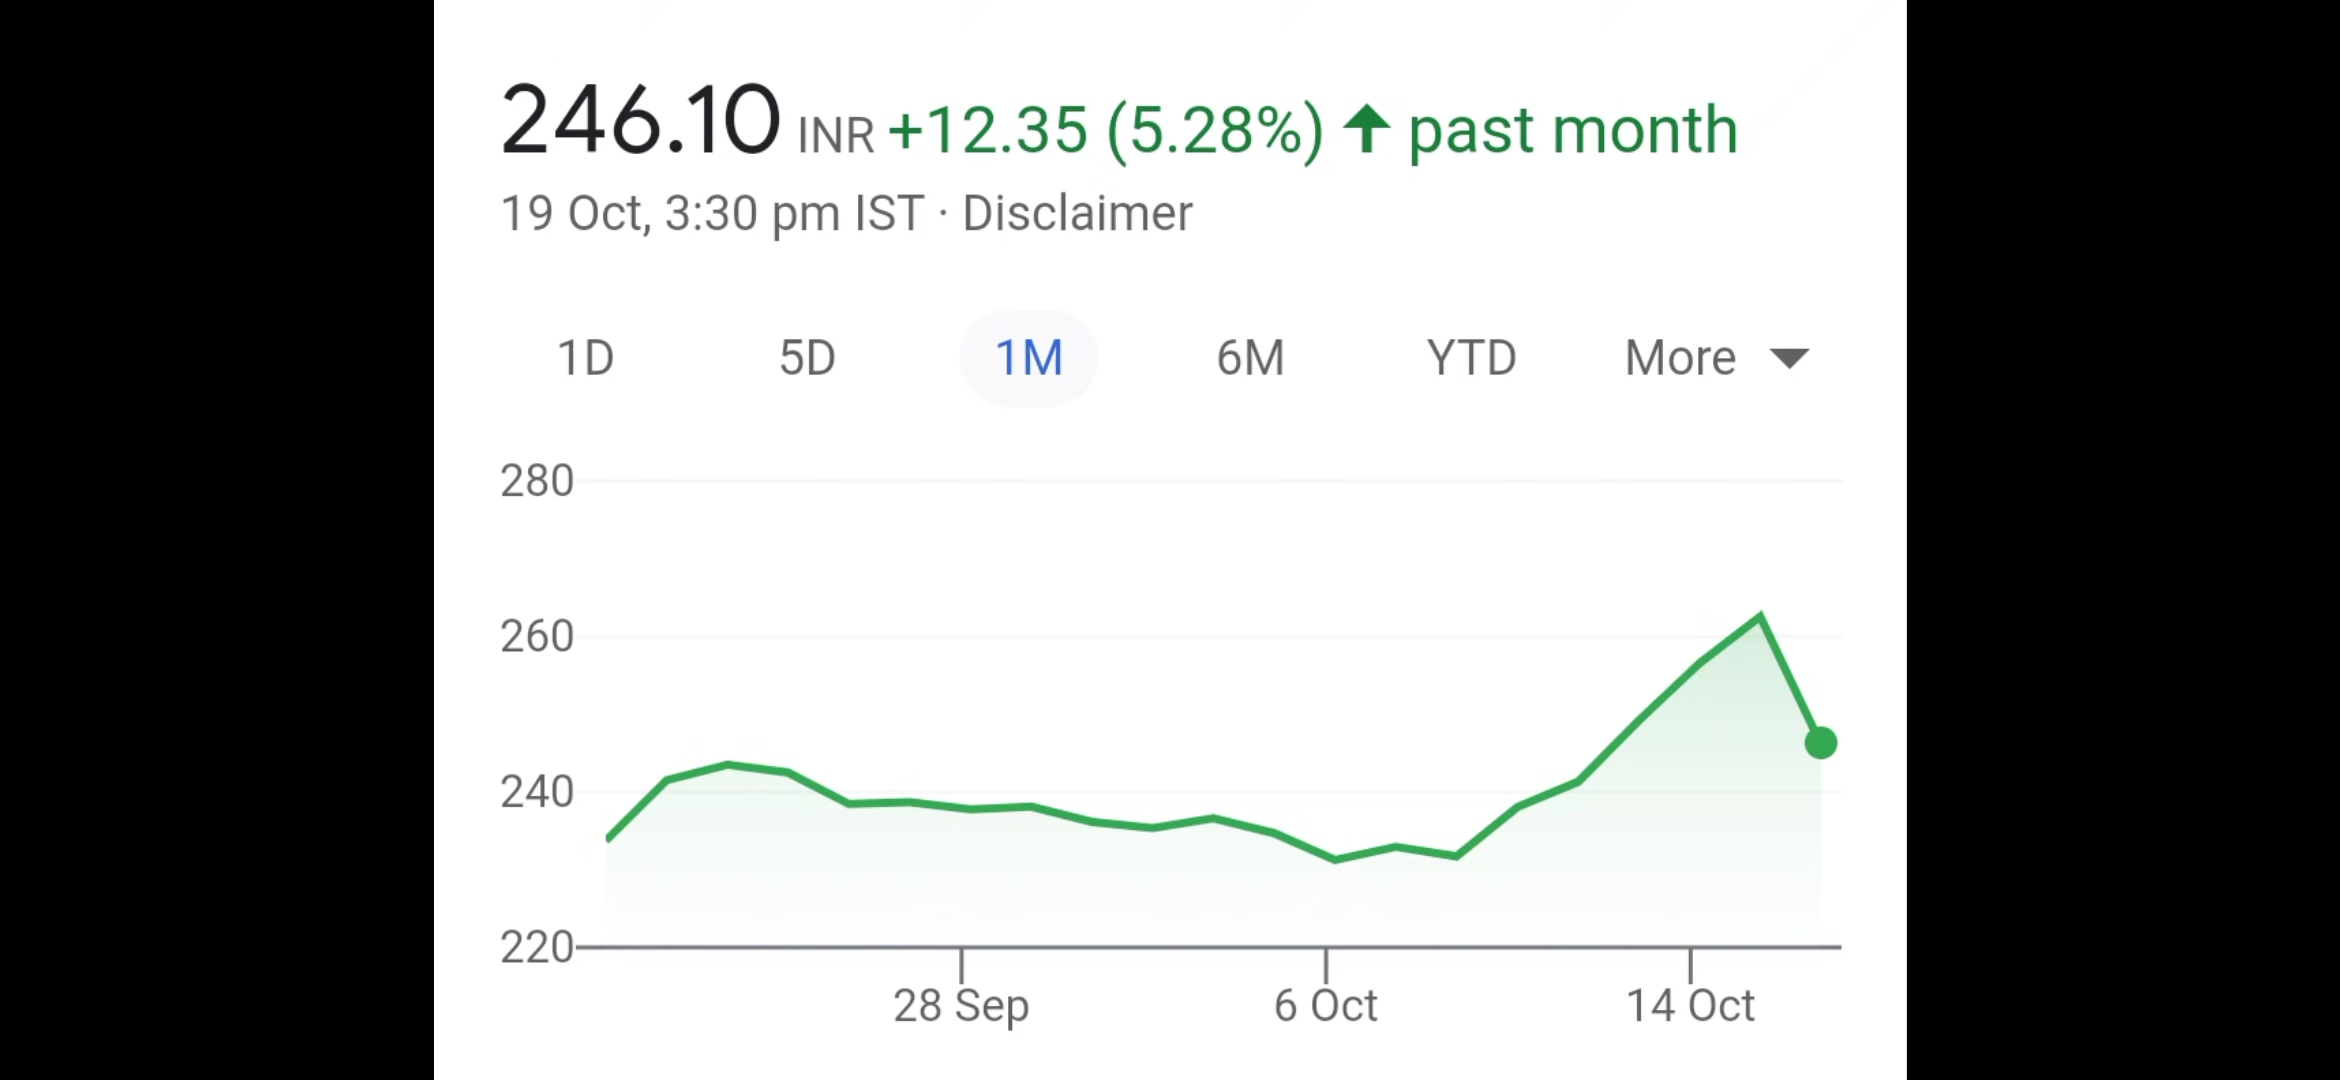 246.10 INR +12.35 (5.28%) ↑ past month
19 Oct, 3:30 pm IST · Disclaimer
1D 5D 1M 6M YTD More
280
260
240
220
28 Sep 6 Oct 14 Oct